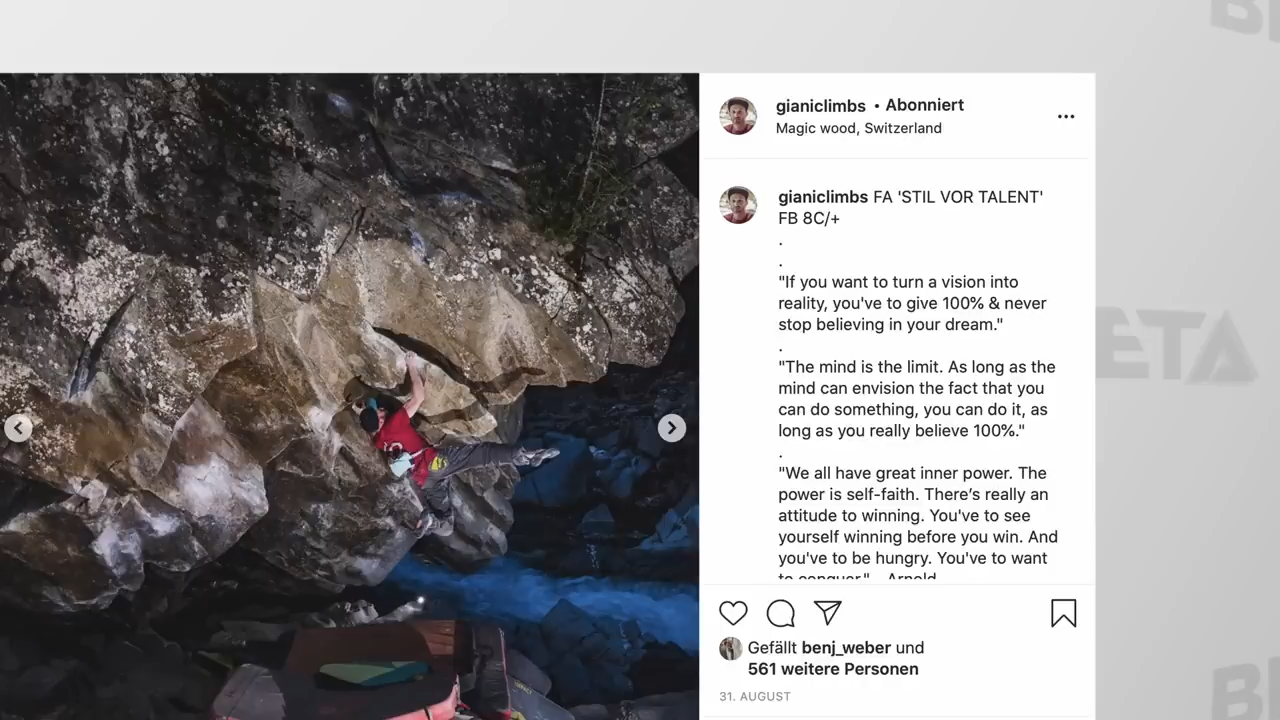 gianiclimbs • Abonniert
Magic wood, Switzerland
gianiclimbs FA 'STIL VOR TALENT'
FB 8C/+
.
.
"If you want to turn a vision into
reality, you've to give 100% & never
stop believing in your dream."
.
"The mind is the limit. As long as the
mind can envision the fact that you
can do something, you can do it, as
long as you really believe 100%."
.
"We all have great inner power. The
power is self-faith. There’s really an
attitude to winning. You've to see
yourself winning before you win. And
you've to be hungry. You've to want
to conquer." - Arnold
Gefällt benj_weber und
561 weitere Personen
31. AUGUST
ETA